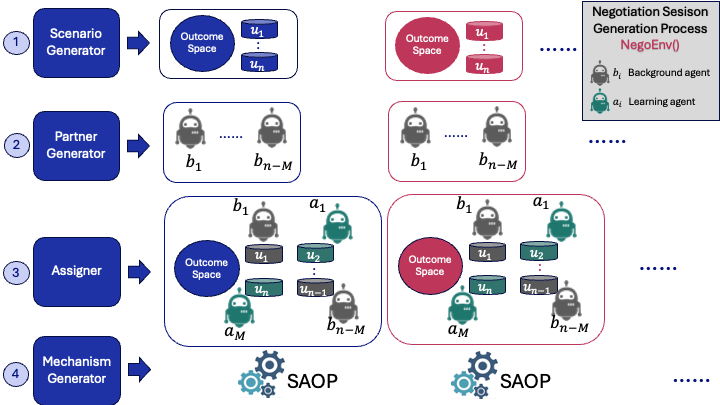 Negotiation Sesison
Generation Process
NegoEnv()
b_i Background agent
a_i Learning agent
1
Scenario
Generator
Outcome
Space
u_1
⋮
u_n
Outcome
Space
u_1
⋮
u_n
......
2
Partner
Generator
......
b_1
b_{n-M}
......
b_1
b_{n-M}
......
3
Assigner
b_1
a_1
Outcome
Space
u_1
u_2
⋮
u_n
u_{n-1}
a_M
b_{n-M}
b_1
a_1
Outcome
Space
u_1
u_2
⋮
u_n
u_{n-1}
a_M
b_{n-M}
......
4
Mechanism
Generator
SAOP
SAOP
......